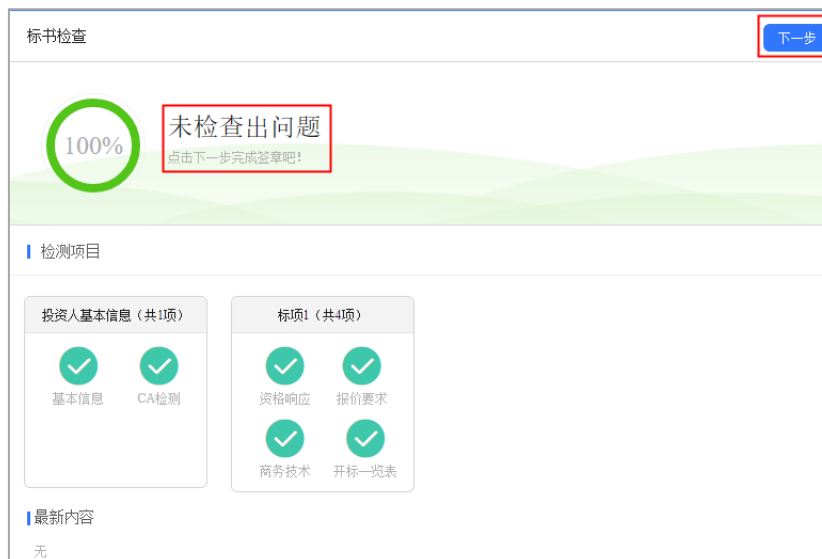 标书检查
下一步
100%
未检查出问题
点击下一步完成签章吧！
检测项目
投资人基本信息（共1项）
标项1（共4项）
基本信息
CA检测
资格响应
报价要求
商务技术
开标一览表
最新内容
无